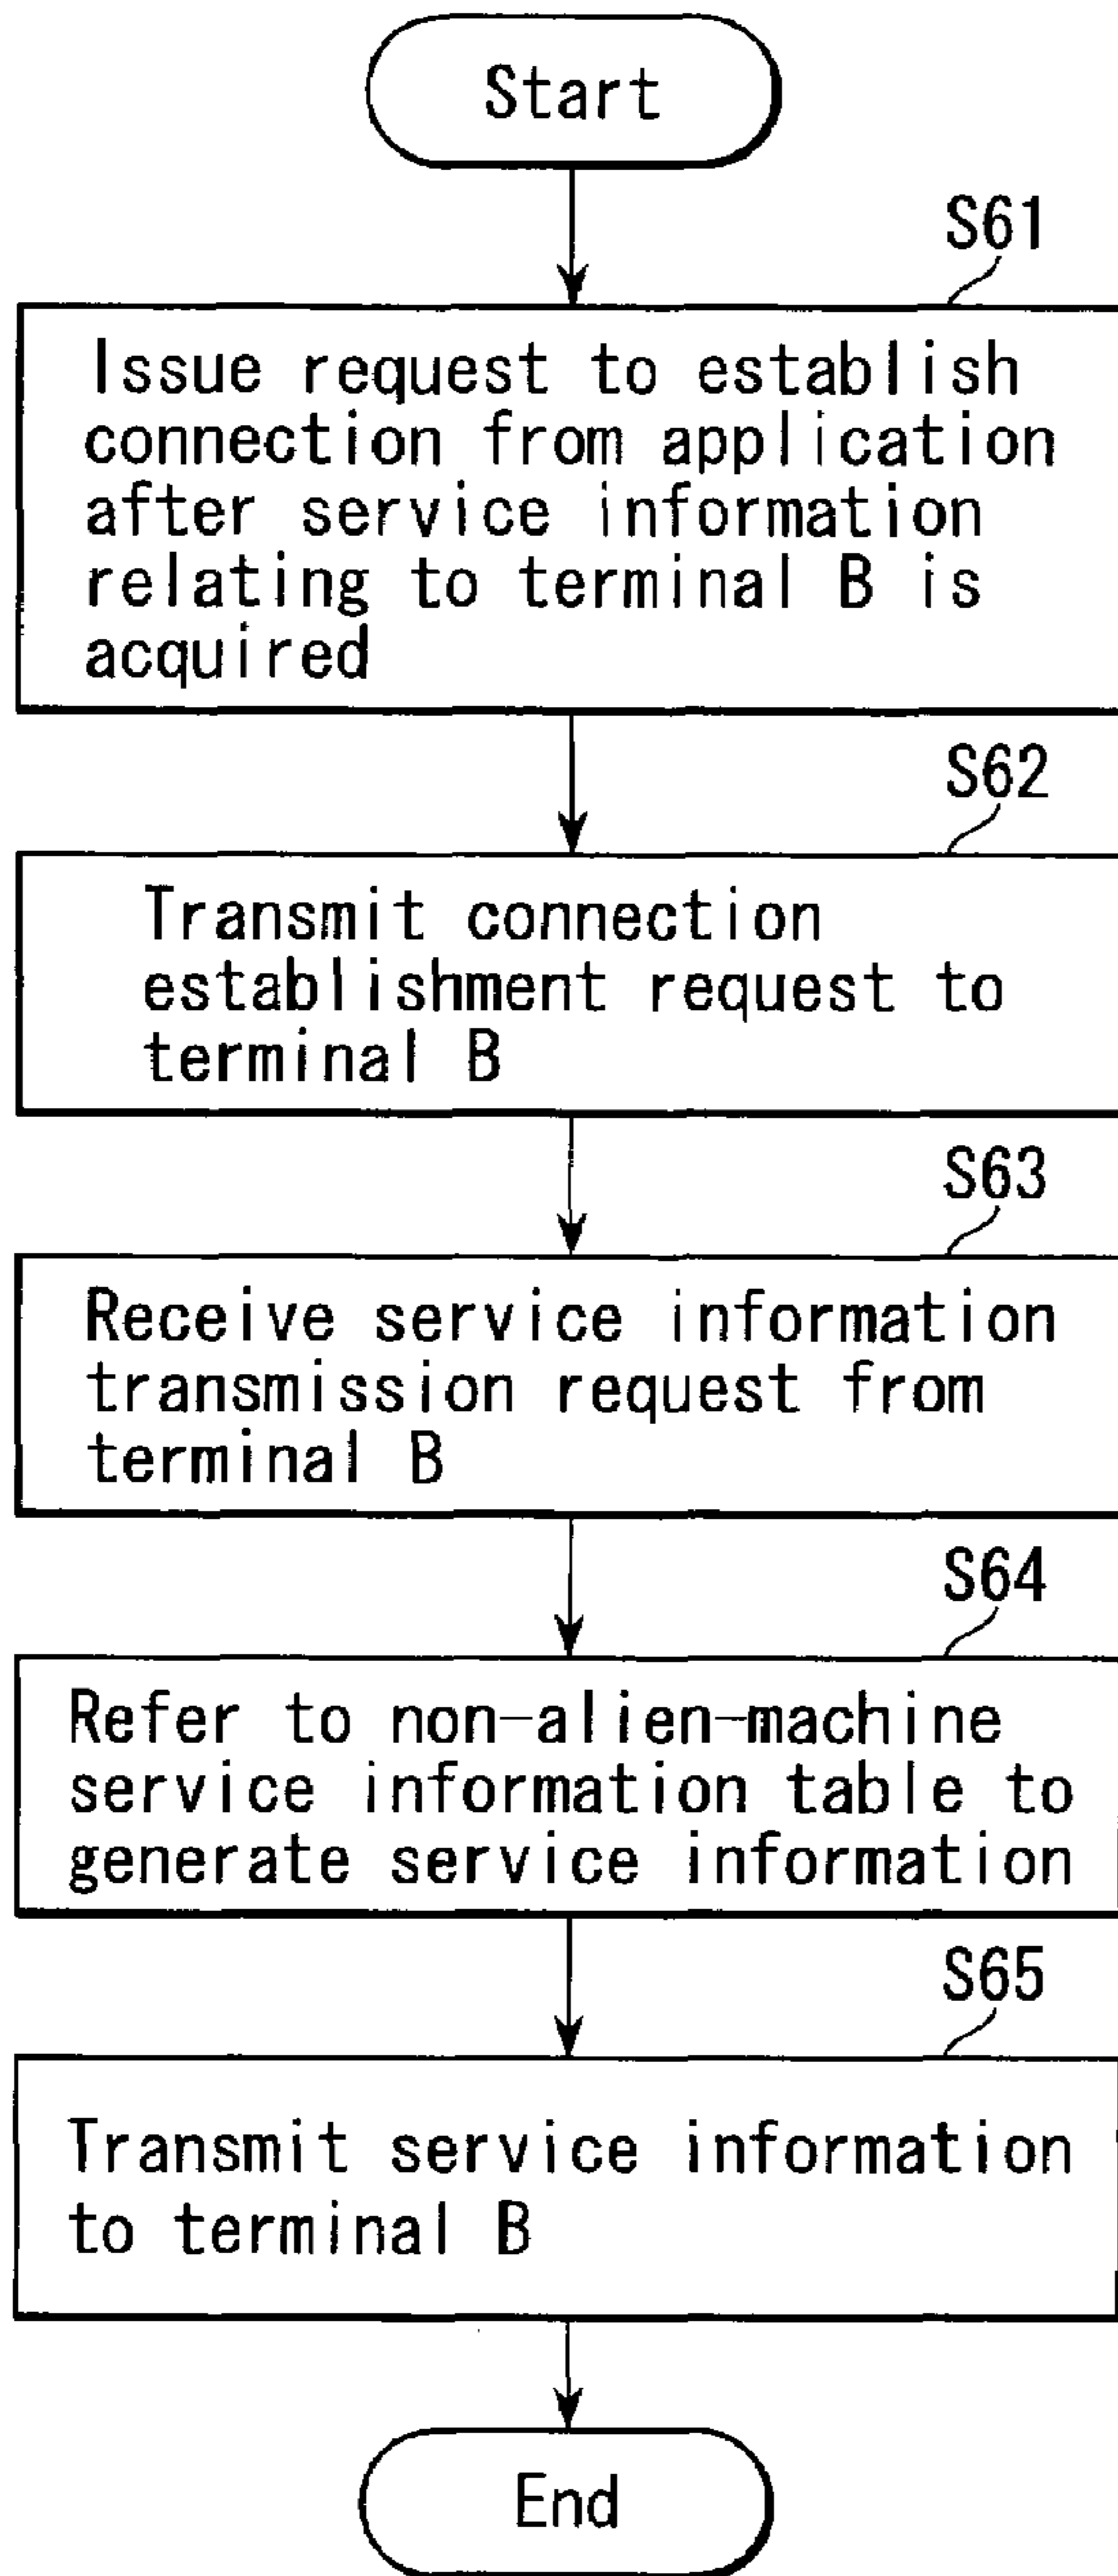 Start
S61
Issue request to establish
connection from application
after service information
relating to terminal B is
acquired
S62
Transmit connection
establishment request to
terminal B
S63
Receive service information
transmission request from
terminal B
S64
Refer to non-alien-machine
service information table to
generate service information
S65
Transmit service information
to terminal B
End